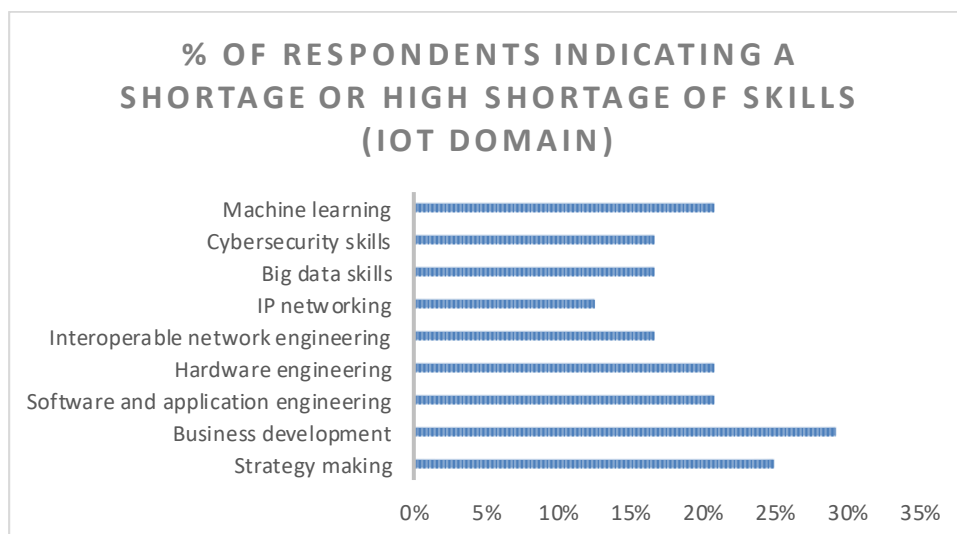 % OF RESPONDENTS INDICATING A
SHORTAGE OR HIGH SHORTAGE OF SKILLS
(IOT DOMAIN)
Machine learning
Cybersecurity skills
Big data skills
IP networking
Interoperable network engineering
Hardware engineering
Software and application engineering
Business development
Strategy making
0% 5% 10% 15% 20% 25% 30% 35%